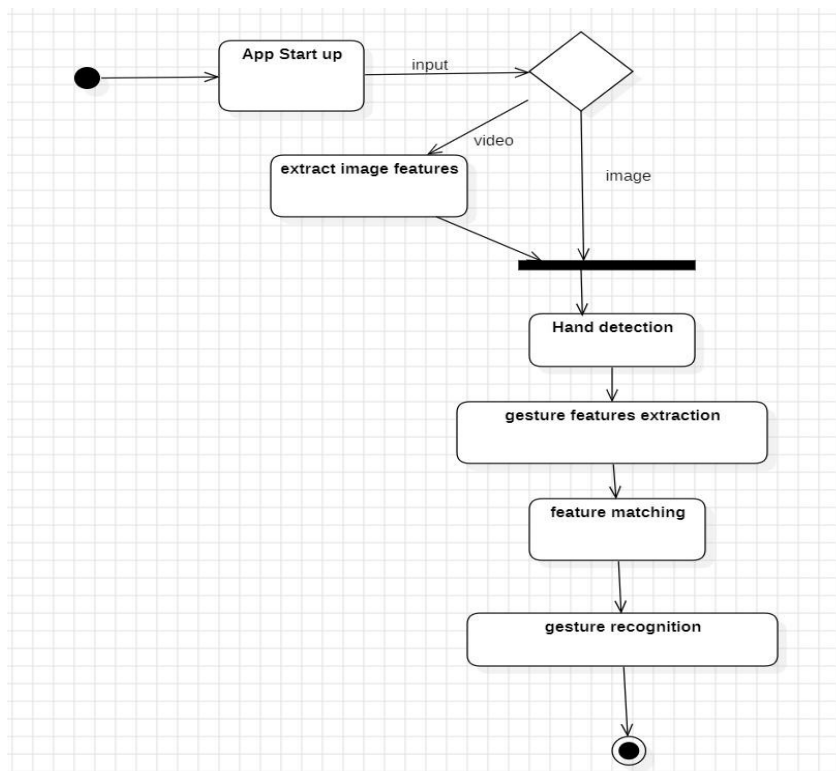 App Start up
input
video
extract image features
image
Hand detection
gesture features extraction
feature matching
gesture recognition